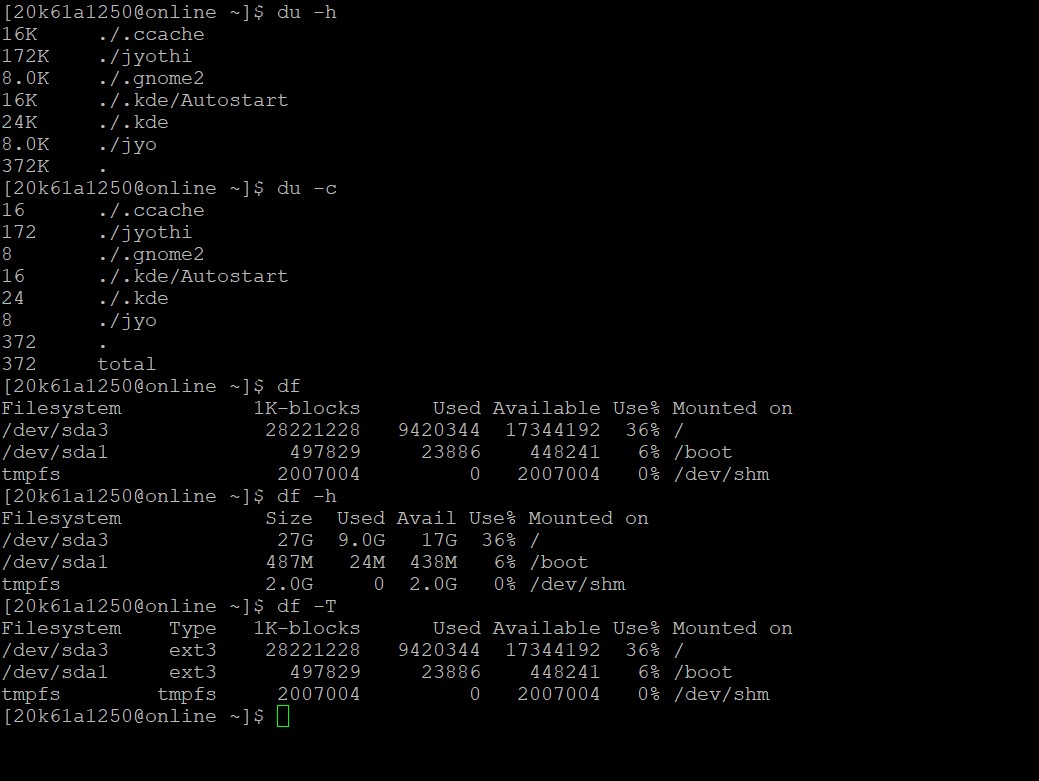 [20k61a1250@online ~]$ du -h
16K     ./.ccache
172K    ./jyothi
8.0K    ./.gnome2
16K     ./.kde/Autostart
24K     ./.kde
8.0K    ./jyo
372K    .
[20k61a1250@online ~]$ du -c
16      ./.ccache
172     ./jyothi
8       ./.gnome2
16      ./.kde/Autostart
24      ./.kde
8       ./jyo
372     .
372     total
[20k61a1250@online ~]$ df
Filesystem           1K-blocks      Used Available Use% Mounted on
/dev/sda3             28221228   9420344  17344192  36% /
/dev/sda1               497829     23886    448241   6% /boot
tmpfs                  2007004         0   2007004   0% /dev/shm
[20k61a1250@online ~]$ df -h
Filesystem            Size  Used Avail Use% Mounted on
/dev/sda3              27G  9.0G   17G  36% /
/dev/sda1             487M   24M  438M   6% /boot
tmpfs                 2.0G     0  2.0G   0% /dev/shm
[20k61a1250@online ~]$ df -T
Filesystem    Type   1K-blocks      Used Available Use% Mounted on
/dev/sda3     ext3    28221228   9420344  17344192  36% /
/dev/sda1     ext3      497829     23886    448241   6% /boot
tmpfs        tmpfs     2007004         0   2007004   0% /dev/shm
[20k61a1250@online ~]$